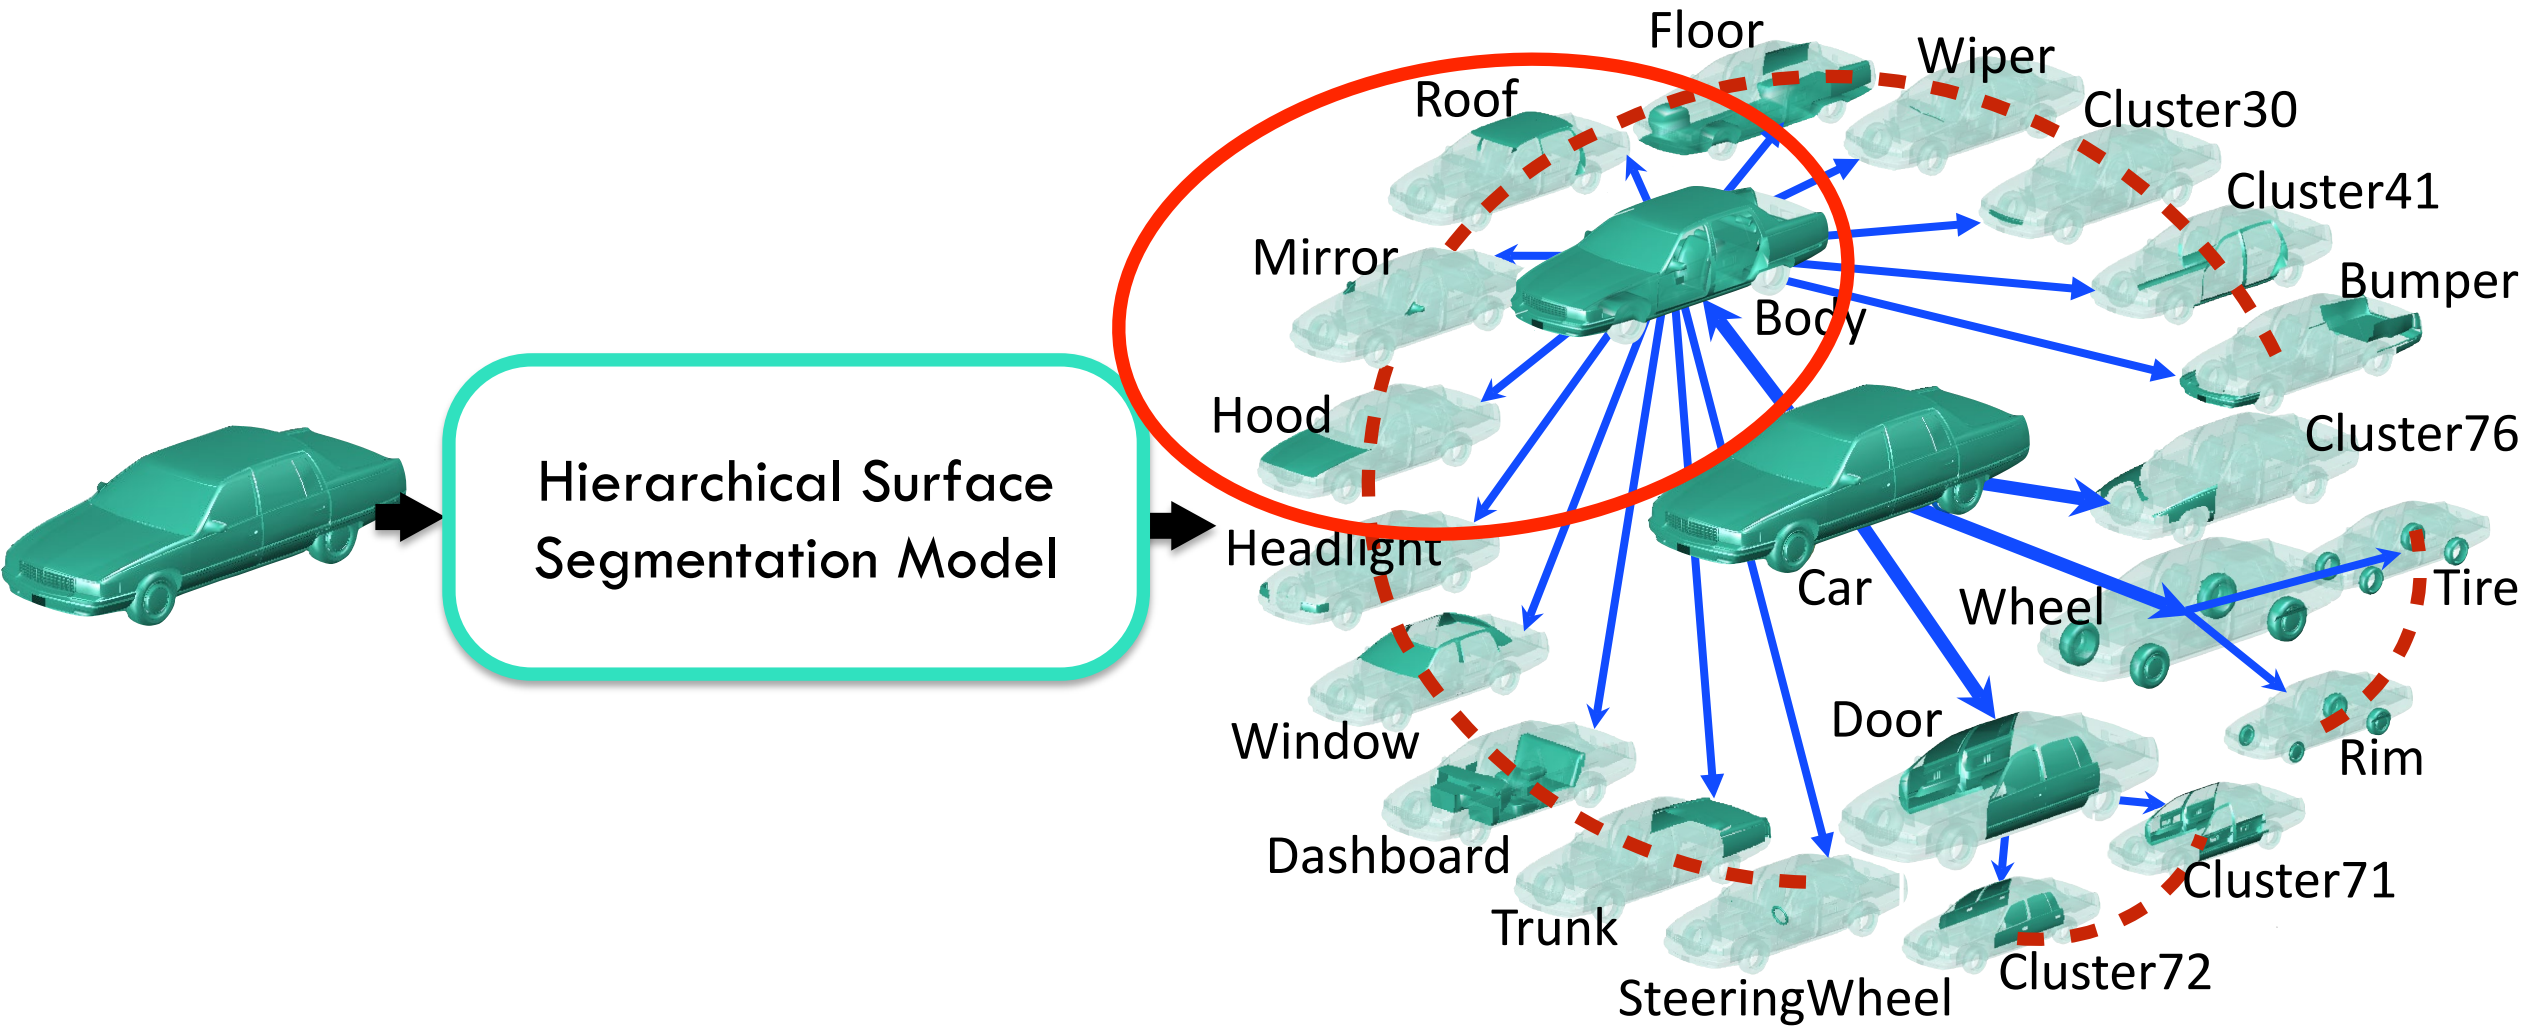 Floor
Wiper
Roof
Cluster30
Cluster41
Mirror
Bumper
Body
Hood
Cluster76
Hierarchical Surface
Segmentation Model
Headlight
Car
Wheel
Tire
Door
Window
Rim
Dashboard
Cluster71
Trunk
Cluster72
SteeringWheel